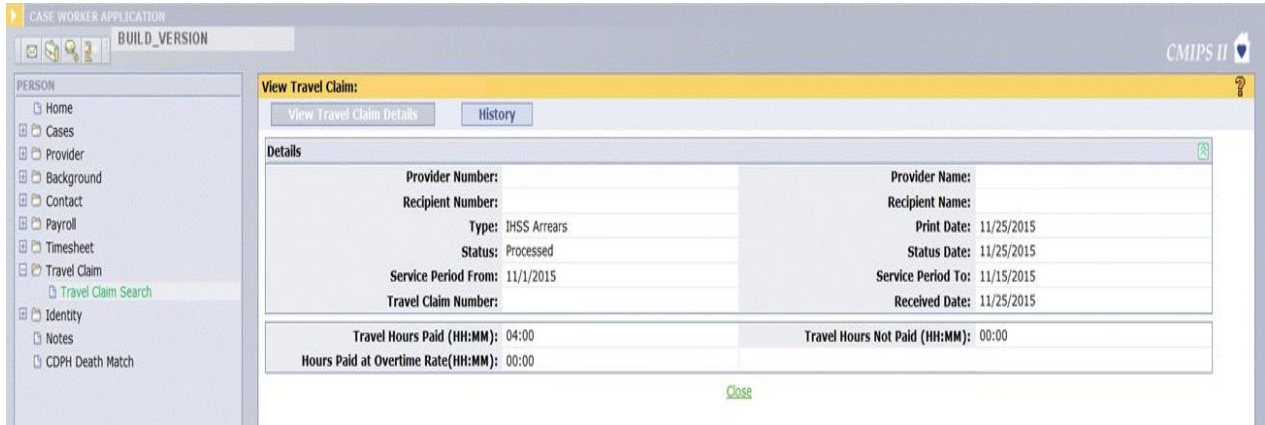 CASE WORKER APPLICATION
BUILD_VERSION
CMIPS II
PERSON
Home
Cases
Provider
Background
Contact
Payroll
Timesheet
Travel Claim
Travel Claim Search
Identity
Notes
CDPH Death Match
View Travel Claim:
View Travel Claim Details History
Details
Provider Number: Provider Name:
Recipient Number: Recipient Name:
Type: IHSS Arrears Print Date: 11/25/2015
Status: Processed Status Date: 11/25/2015
Service Period From: 11/1/2015 Service Period To: 11/15/2015
Travel Claim Number: Received Date: 11/25/2015
Travel Hours Paid (HH:MM): 04:00 Travel Hours Not Paid (HH:MM): 00:00
Hours Paid at Overtime Rate(HH:MM): 00:00
Close